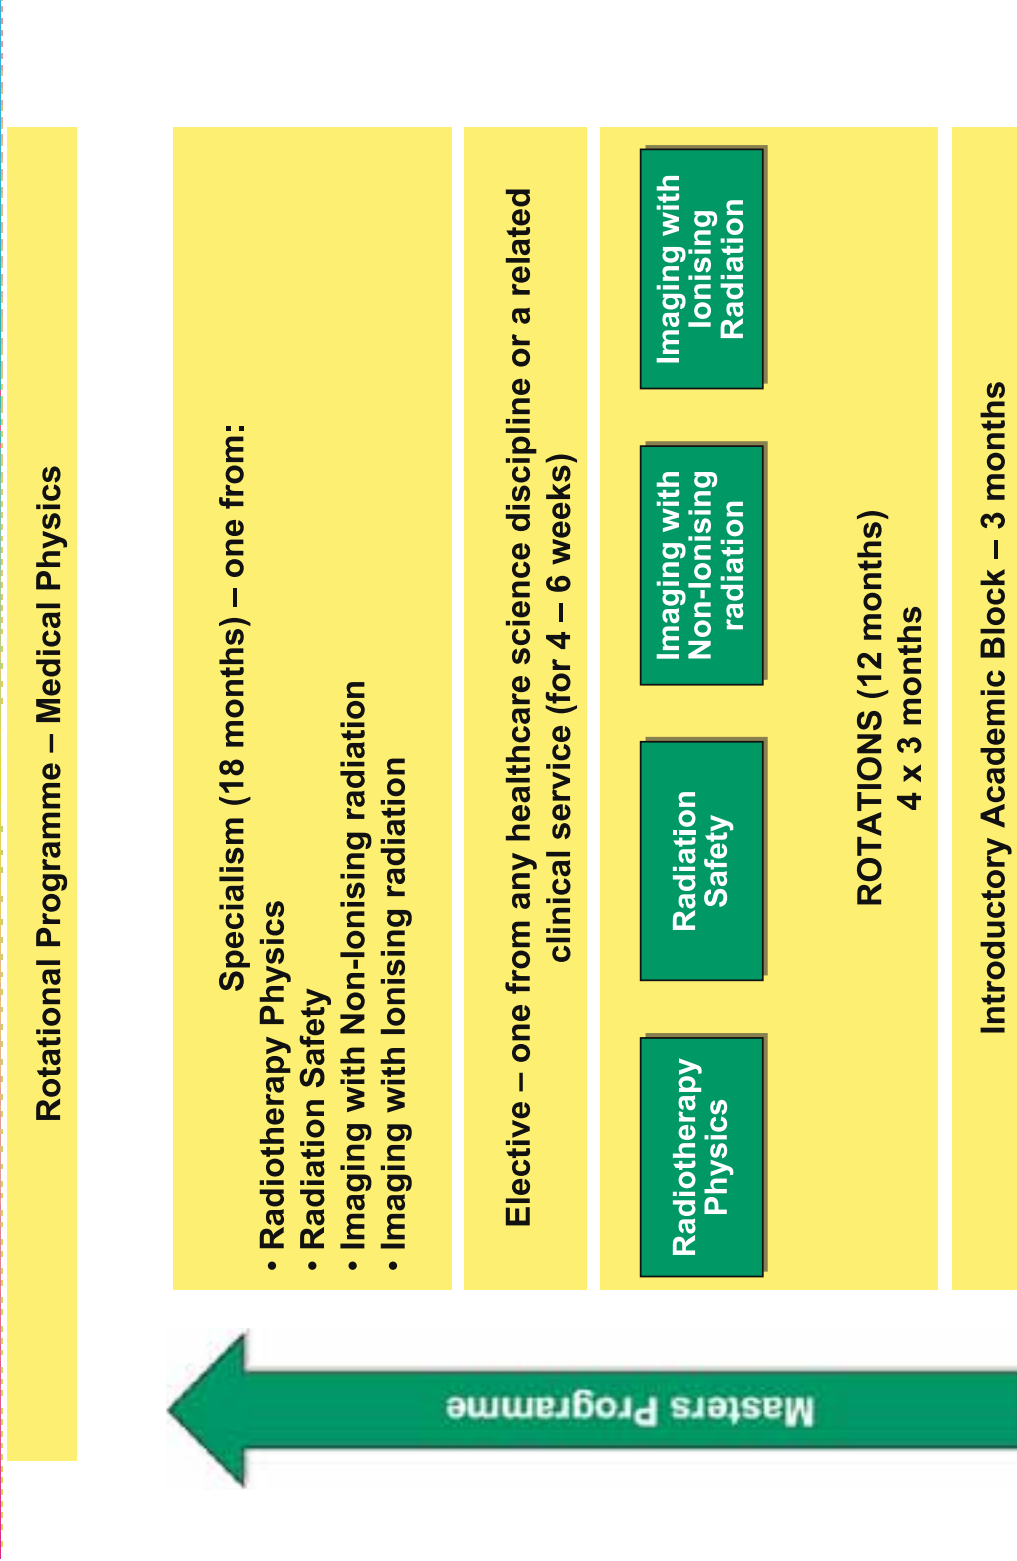 Rotational Programme – Medical Physics
Specialism (18 months) – one from:
• Radiotherapy Physics
• Radiation Safety
• Imaging with Non-Ionising radiation
• Imaging with Ionising radiation
Elective – one from any healthcare science discipline or a related
clinical service (for 4 – 6 weeks)
Radiotherapy
Physics
Radiation
Safety
Imaging with
Non-Ionising
radiation
Imaging with
Ionising
Radiation
ROTATIONS (12 months)
4 x 3 months
Introductory Academic Block – 3 months
Masters Programme